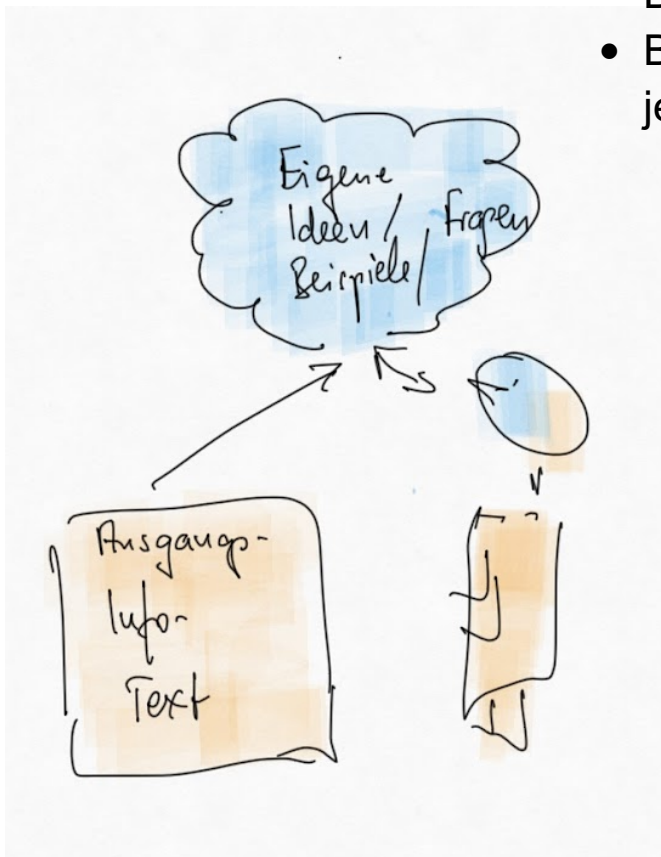 Eigene
Ideen / Fragen
Beispiele /
Ausgangs-
Info-
Text